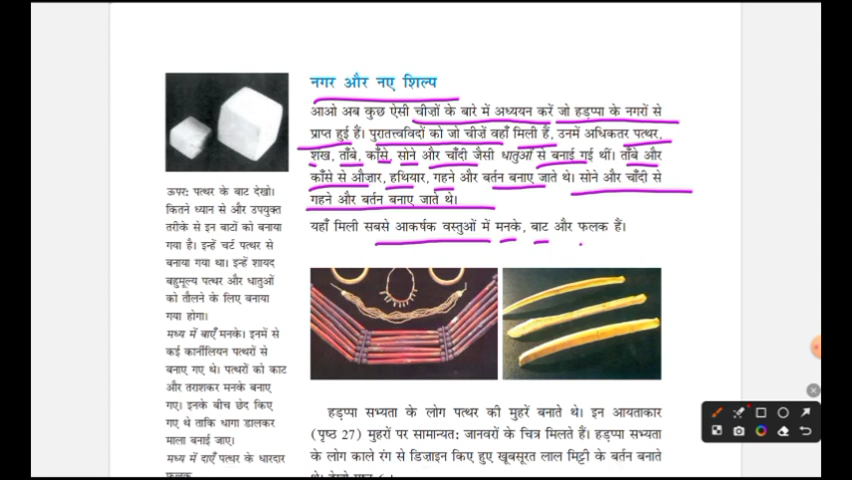 नगर और नए शिल्प
आओ अब कुछ ऐसी चीज़ों के बारे में अध्ययन करें जो हड़प्पा के नगरों से
प्राप्त हुई हैं। पुरातत्त्वविदों को जो चीज़ें वहाँ मिली हैं, उनमें अधिकतर पत्थर,
शंख, ताँबे, काँसे, सोने और चाँदी जैसी धातुओं से बनाई गई थीं। ताँबे और
काँसे से औज़ार, हथियार, गहने और बर्तन बनाए जाते थे। सोने और चाँदी से
गहने और बर्तन बनाए जाते थे।
यहाँ मिली सबसे आकर्षक वस्तुओं में मनके, बाट और फलक हैं।
ऊपर: पत्थर के बाट देखो।
कितने ध्यान से और उपयुक्त
तरीके से इन बाटों को बनाया
गया है। इन्हें चर्ट पत्थर से
बनाया गया था। इन्हें शायद
बहुमूल्य पत्थर और धातुओं
को तौलने के लिए बनाया
गया होगा।
मध्य में बाएँ मनके। इनमें से
कई कार्नीलियन पत्थरों से
बनाए गए थे। पत्थरों को काट
और तराशकर मनके बनाए
गए। इनके बीच छेद किए
गए थे ताकि धागा डालकर
माला बनाई जाए।
मध्य में दाएँ पत्थर के धारदार
फलक
हड़प्पा सभ्यता के लोग पत्थर की मुहरें बनाते थे। इन आयताकार
(पृष्ठ 27) मुहरों पर सामान्यत: जानवरों के चित्र मिलते हैं। हड़प्पा सभ्यता
के लोग काले रंग से डिज़ाइन किए हुए खूबसूरत लाल मिट्टी के बर्तन बनाते